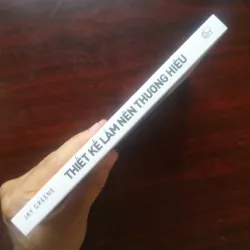 JAY GREENE
THIẾT KẾ LÀM NÊN THƯƠNG HIỆU